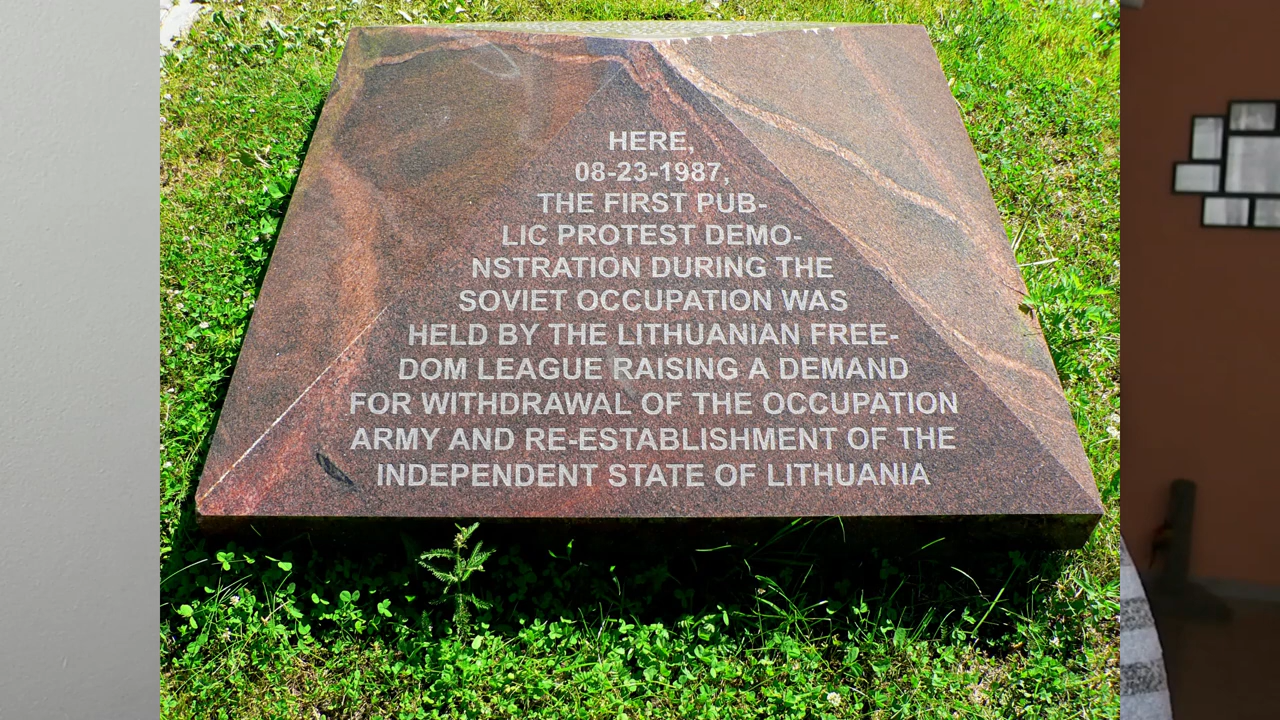 HERE,
08-23-1987,
THE FIRST PUB-
LIC PROTEST DEMO-
NSTRATION DURING THE
SOVIET OCCUPATION WAS
HELD BY THE LITHUANIAN FREE-
DOM LEAGUE RAISING A DEMAND
FOR WITHDRAWAL OF THE OCCUPATION
ARMY AND RE-ESTABLISHMENT OF THE
INDEPENDENT STATE OF LITHUANIA